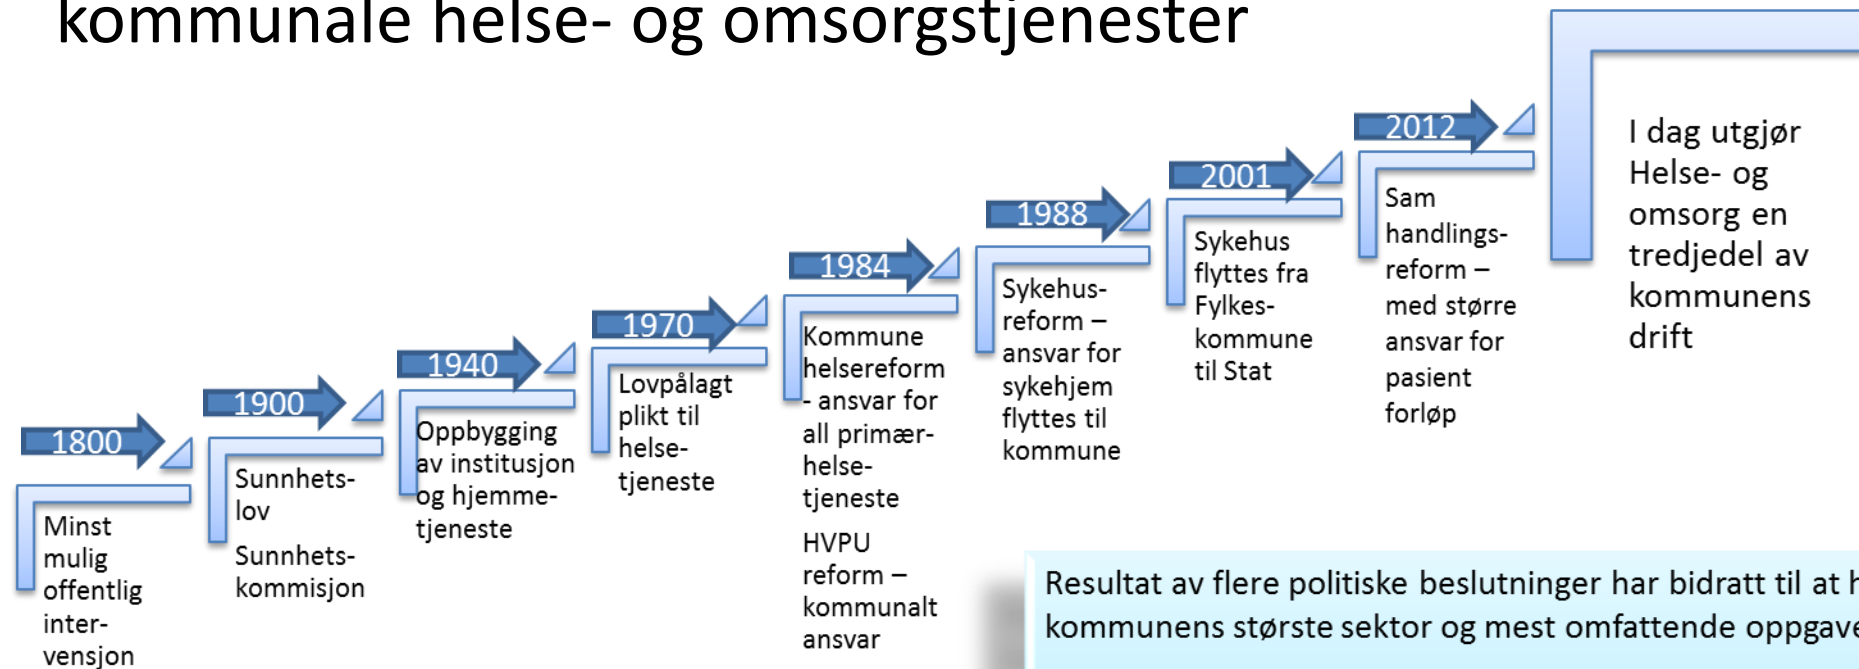 kommunale helse- og omsorgstjenester
1800
Minst
mulig
offentlig
inter-
vensjon
1900
Sunnhets-
lov
Sunnhets-
kommisjon
1940
Oppbygging
av institusjon
og hjemme-
tjeneste
1970
Lovpålagt
plikt til
helse-
tjeneste
1984
Kommune
helsereform
- ansvar for
all primær-
helse-
tjeneste
HVPU
reform –
kommunalt
ansvar
1988
Sykehus-
reform –
ansvar for
sykehjem
flyttes til
kommune
2001
Sykehus
flyttes fra
Fylkes-
kommune
til Stat
2012
Sam
handlings-
reform –
med større
ansvar for
pasient
forløp
I dag utgjør
Helse- og
omsorg en
tredjedel av
kommunens
drift
Resultat av flere politiske beslutninger har bidratt til at
kommunens største sektor og mest omfattende